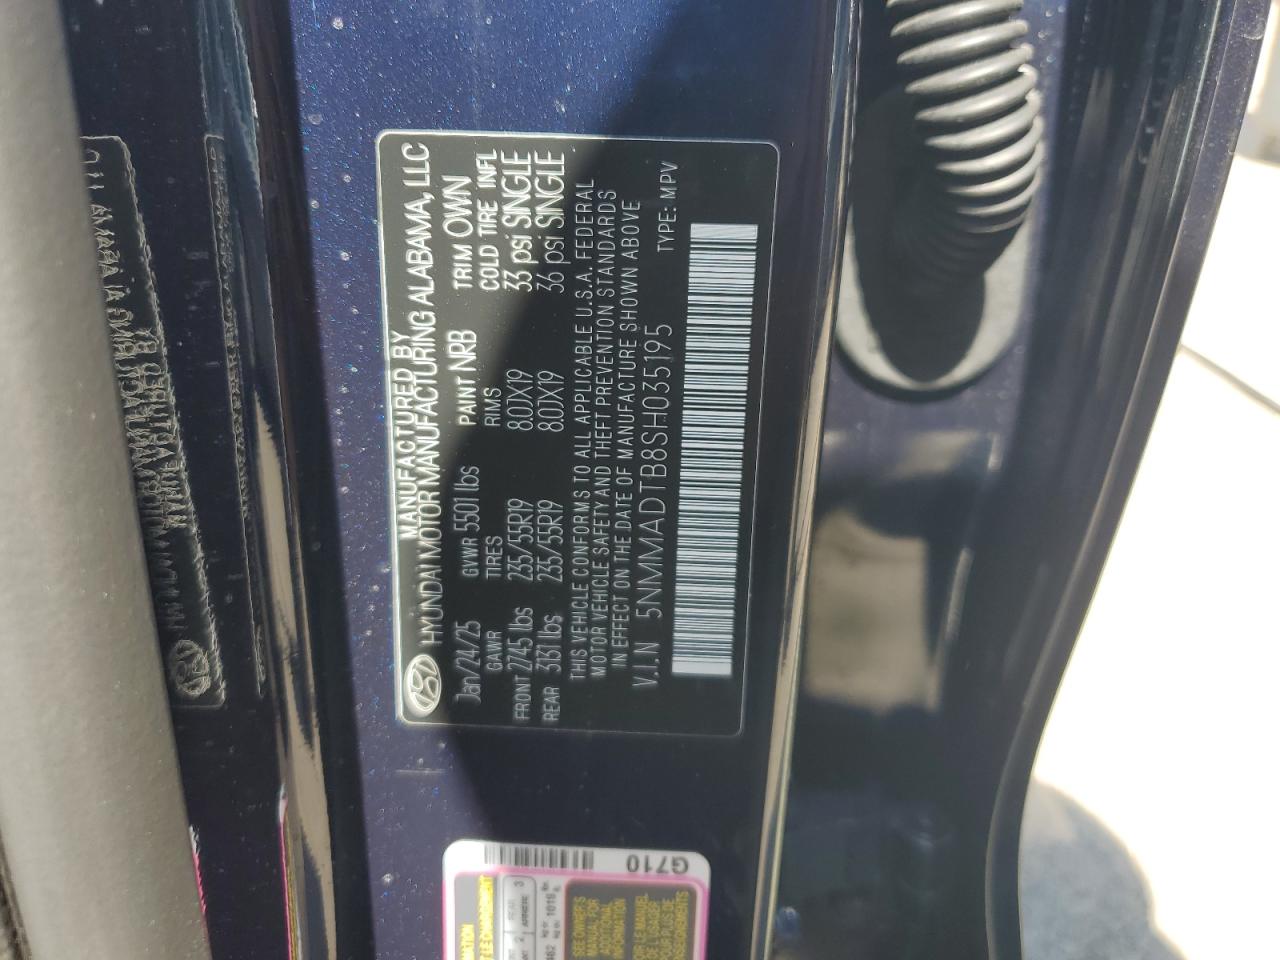 MANUFACTURED BY
HYUNDAI MOTOR MANUFACTURING ALABAMA, LLC
Jan/24/25 GVWR 5501 lbs PAINT NRB TRIM OWN
GAWR TIRES RIMS COLD TIRE INFL
FRONT 2745 lbs 235/55R19 8.0JX19 33 psi SINGLE
REAR 3131 lbs 235/55R19 8.0JX19 36 psi SINGLE
THIS VEHICLE CONFORMS TO ALL APPLICABLE U.S.A. FEDERAL
MOTOR VEHICLE SAFETY AND THEFT PREVENTION STANDARDS
IN EFFECT ON THE DATE OF MANUFACTURE SHOWN ABOVE
V.I.N 5NMMADTB8SH035195 TYPE: MPV
G710